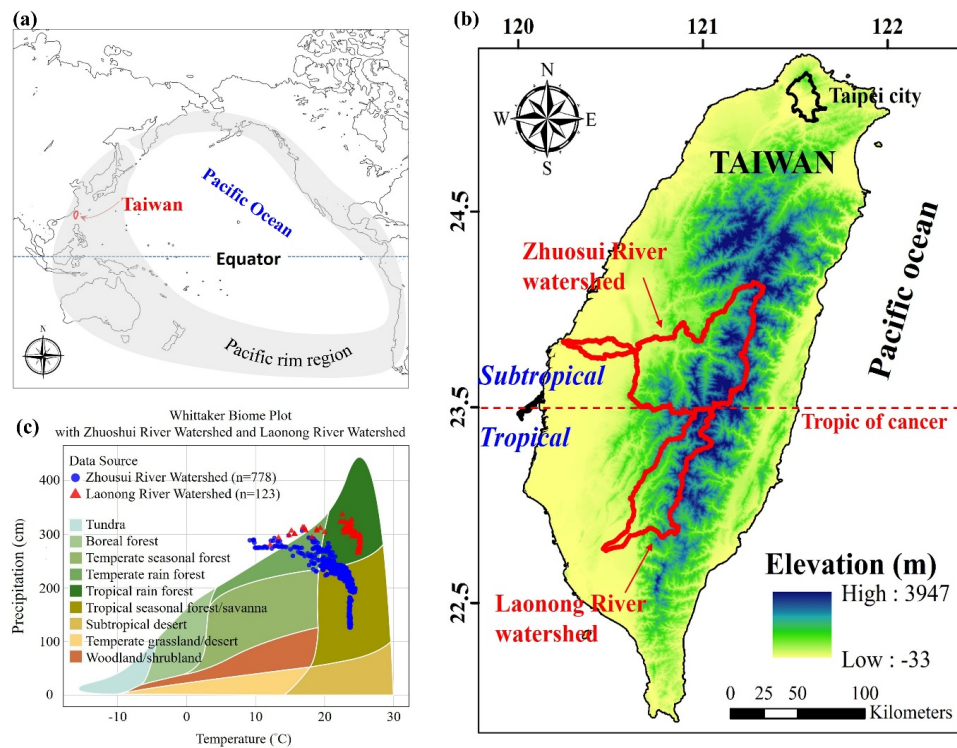 (a)
Pacific Ocean
Taiwan
Equator
Pacific rim region
N
(b)
120
121
122
N
W
E
S
Taipei city
TAIWAN
24.5
Zhuosui River
watershed
Pacific ocean
Subtropical
23.5
Tropical
Tropic of cancer
22.5
Laonong River
watershed
Elevation (m)
High : 3947
Low : -33
0
25
50
100
Kilometers
Whittaker Biome Plot
(c)
with Zhuoshui River Watershed and Laonong River Watershed
Data Source
Zhousui River Watershed (n=778)
Laonong River Watershed (n=123)
Tundra
Boreal forest
Temperate seasonal forest
Temperate rain forest
Tropical rain forest
Tropical seasonal forest/savanna
Subtropical desert
Temperate grassland/desert
Woodland/shrubland
Precipitation (cm)
400
300
200
100
0
-10
0
10
20
30
Temperature (°C)